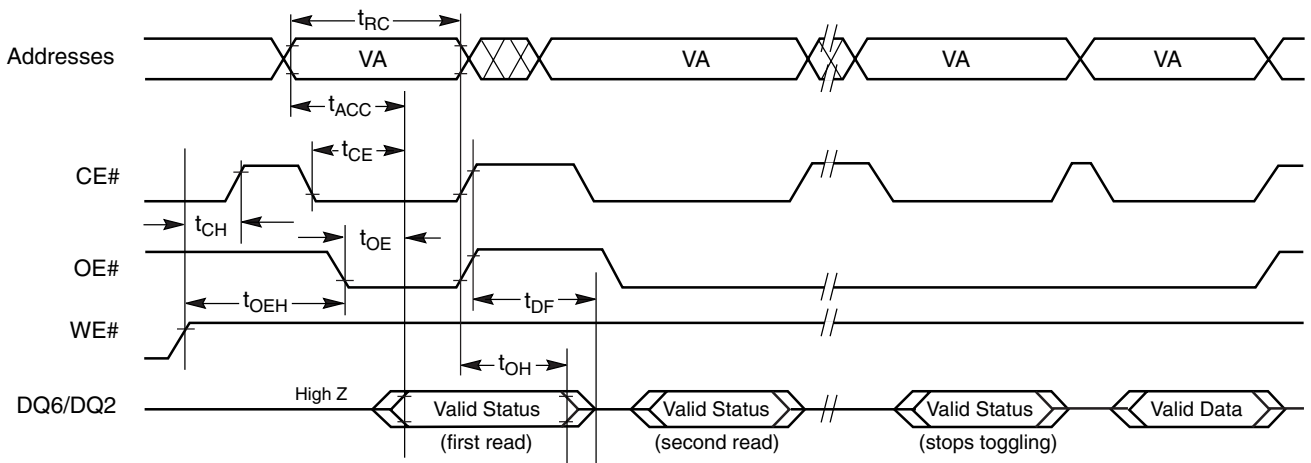 tRC
Addresses VA VA VA VA
tACC
tCE
CE#
tCH
tOE
OE#
tOEH
tDF
WE#
tOH
High Z
DQ6/DQ2 Valid Status Valid Status Valid Status Valid Data
(first read) (second read) (stops toggling)